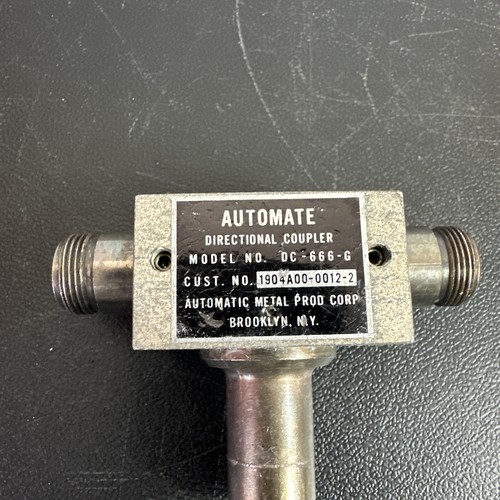 AUTOMATE
DIRECTIONAL COUPLER
MODEL NO. DC-666-G
CUST. NO. 1904A00-0012-2
AUTOMATIC METAL PROD CORP
BROOKLYN, N.Y.